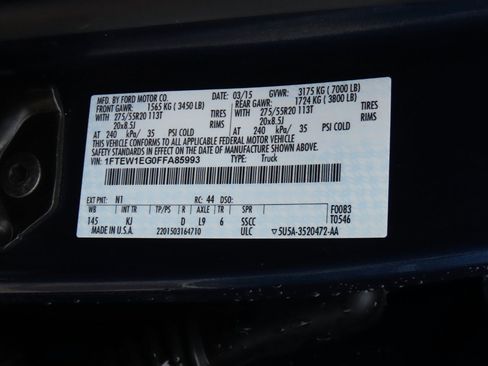 MFD. BY FORD MOTOR CO. 03/15 GVWR: 3175 KG (7000 LB)
FRONT GAWR: 1565 KG (3450 LB) REAR GAWR: 1724 KG (3800 LB)
WITH WITH
275/55R20 113T TIRES 275/55R20 113T TIRES
20x8.5J RIMS 20x8.5J RIMS
AT 240 kPa/ 35 PSI COLD AT 240 kPa/ 35 PSI COLD
CONFORMS TO ALL APPLICABLE FEDERAL MOTOR VEHICLE
SAFETY STANDARDS IN EFFECT ON THE DATE OF MANUFACTURE SHOWN ABOVE.
VIN: 1FTEW1EG0FFA85993 TYPE: Truck
EXT PNT: N1 RC: 44 DSO:
WB INT TR TP/PS R AXLE TR SPR F0083
145 KJ D L9 6 5SCC T0546
MADE IN U.S.A. 2201503164710 ULC ▽5U5A-3520472-AA